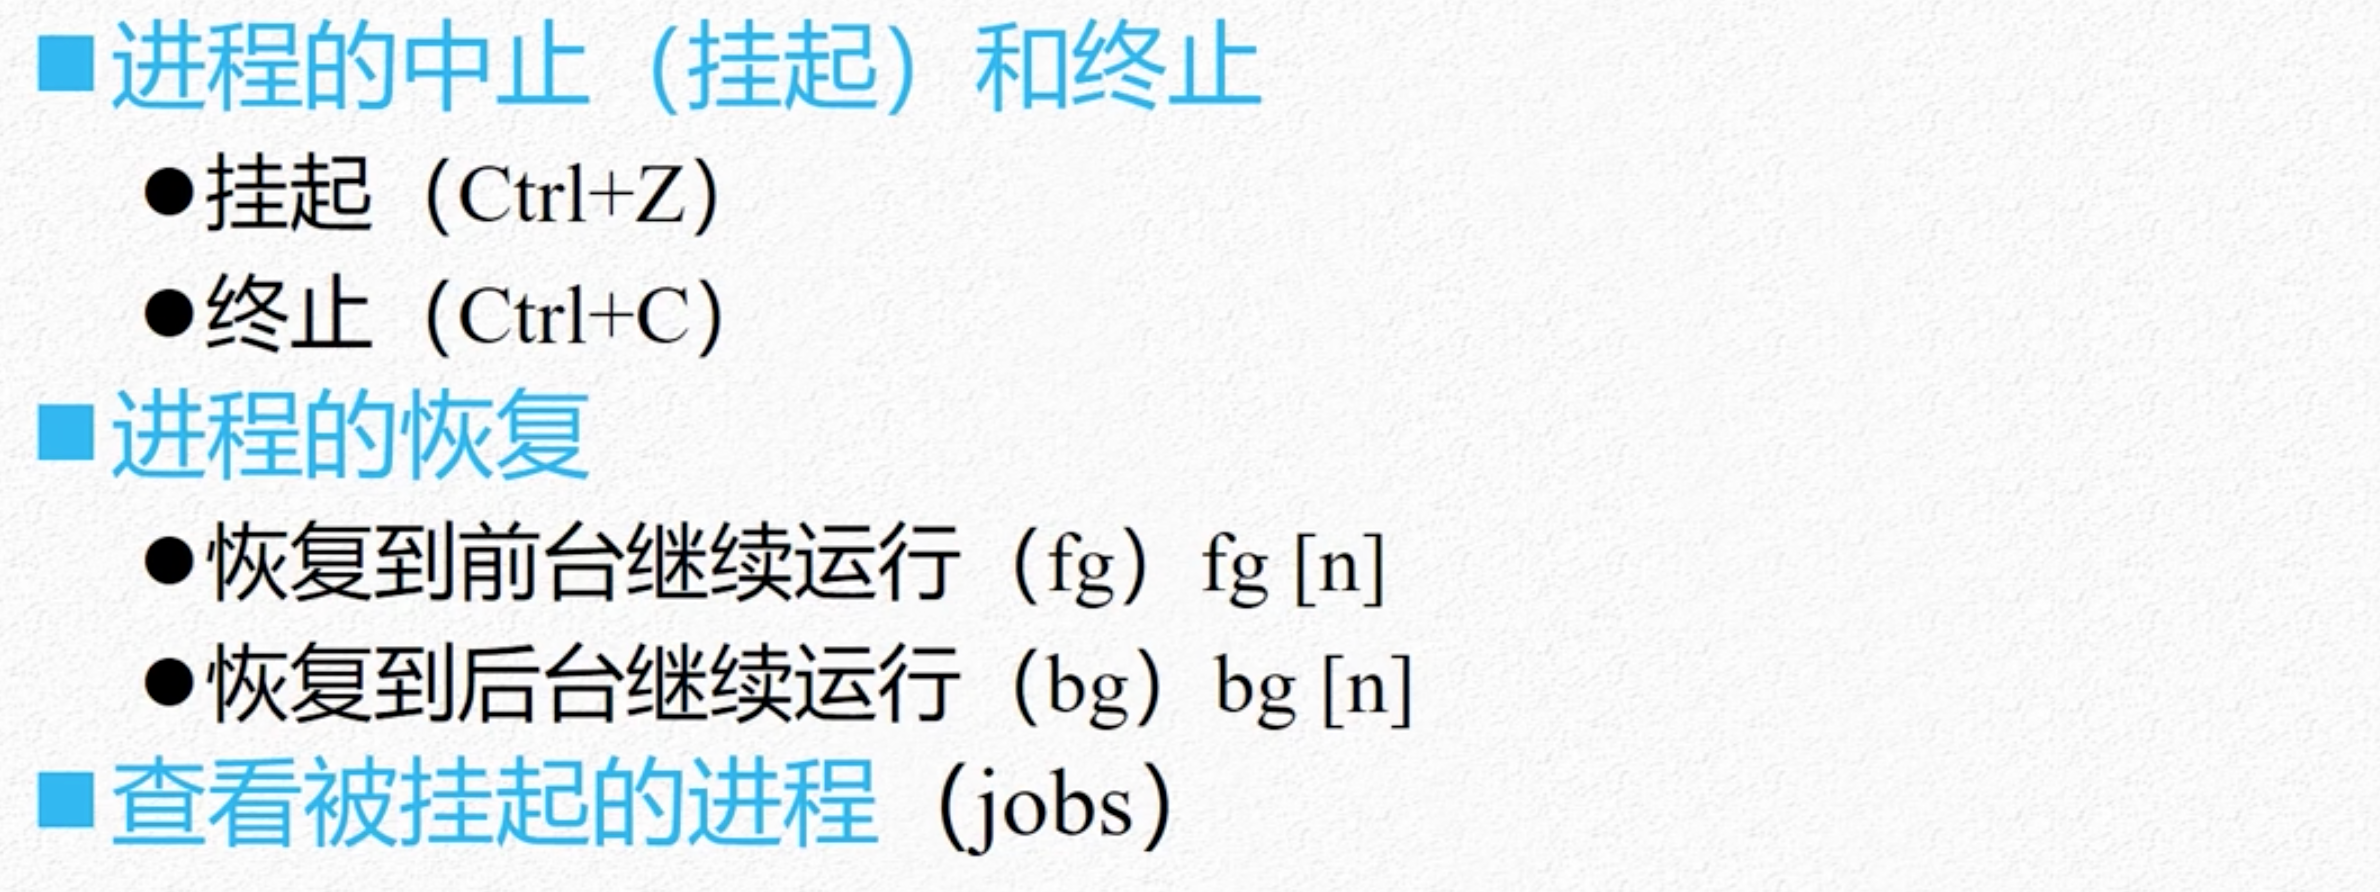 ■进程的中止（挂起）和终止
●挂起（Ctrl+Z）
●终止（Ctrl+C）
■进程的恢复
●恢复到前台继续运行（fg）fg [n]
●恢复到后台继续运行（bg）bg [n]
■查看被挂起的进程（jobs）